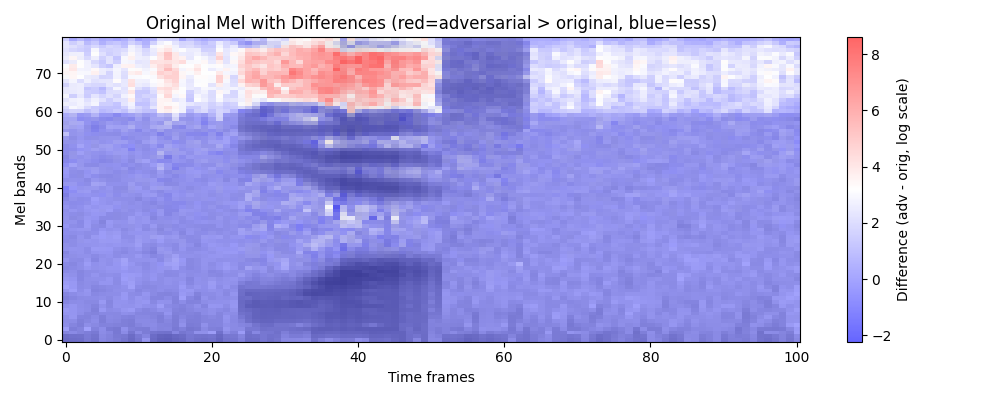 Original Mel with Differences (red=adversarial > original, blue=less)
Mel bands
70
60
50
40
30
20
10
0
0 20 40 60 80 100
Time frames
8
6
4
2
0
−2
Difference (adv - orig, log scale)